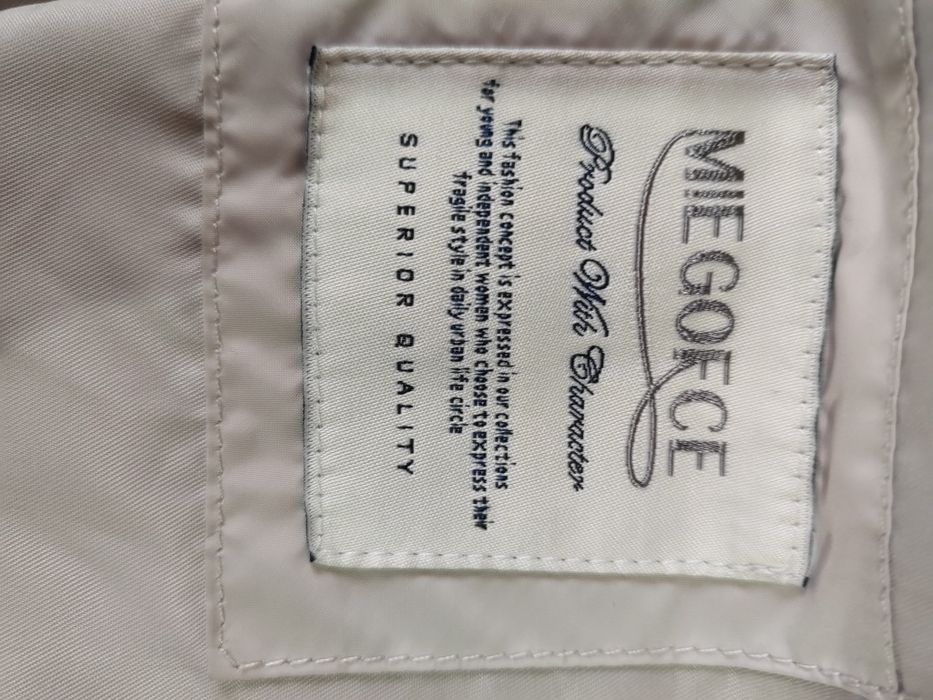 MIEGOFCE
Product With Character
This fashion concept is expressed in our collections
for young and independent women who choose to express their
fragile style in daily urban life circle
SUPERIOR QUALITY